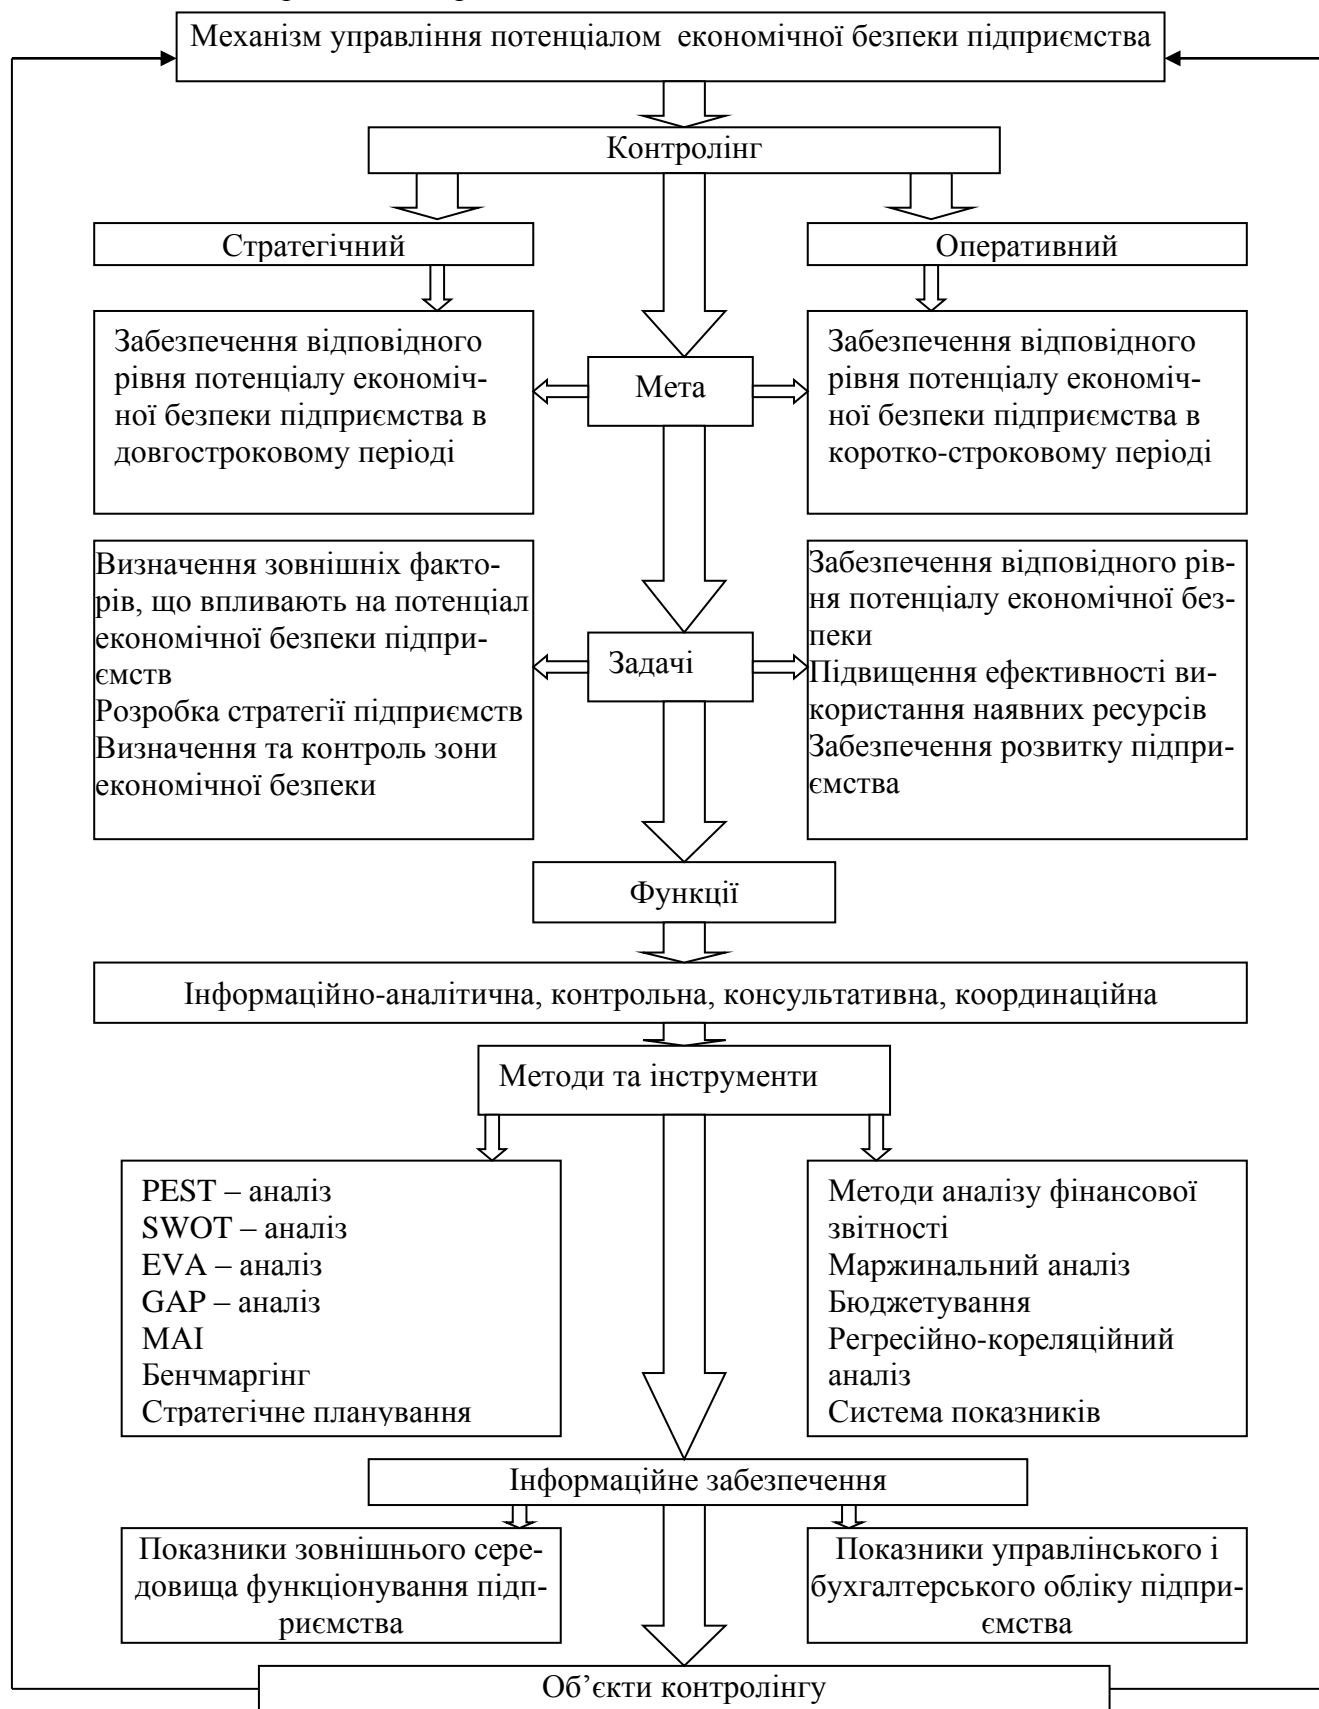 Механізм управління потенціалом економічної безпеки підприємства
Контролінг
Стратегічний
Оперативний
Забезпечення відповідного
рівня потенціалу економіч-
ної безпеки підприємства в
довгостроковому періоді
Мета
Забезпечення відповідного
рівня потенціалу економіч-
ної безпеки підприємства в
коротко-строковому періоді
Визначення зовнішніх факто-
рів, що впливають на потенціал
економічної безпеки підпри-
ємств
Розробка стратегії підприємств
Визначення та контроль зони
економічної безпеки
Задачі
Забезпечення відповідного рів-
ня потенціалу економічної без-
пеки
Підвищення ефективності ви-
користання наявних ресурсів
Забезпечення розвитку підпри-
ємства
Функції
Інформаційно-аналітична, контрольна, консультативна, координаційна
Методи та інструменти
PEST – аналіз
SWOT – аналіз
EVA – аналіз
GAP – аналіз
МАІ
Бенчмаргінг
Стратегічне планування
Методи аналізу фінансової
звітності
Маржинальний аналіз
Бюджетування
Регресійно-кореляційний
аналіз
Система показників
Інформаційне забезпечення
Показники зовнішнього сере-
довища функціонування підп-
риємства
Показники управлінського і
бухгалтерського обліку підпри-
ємства
Об’єкти контролінгу